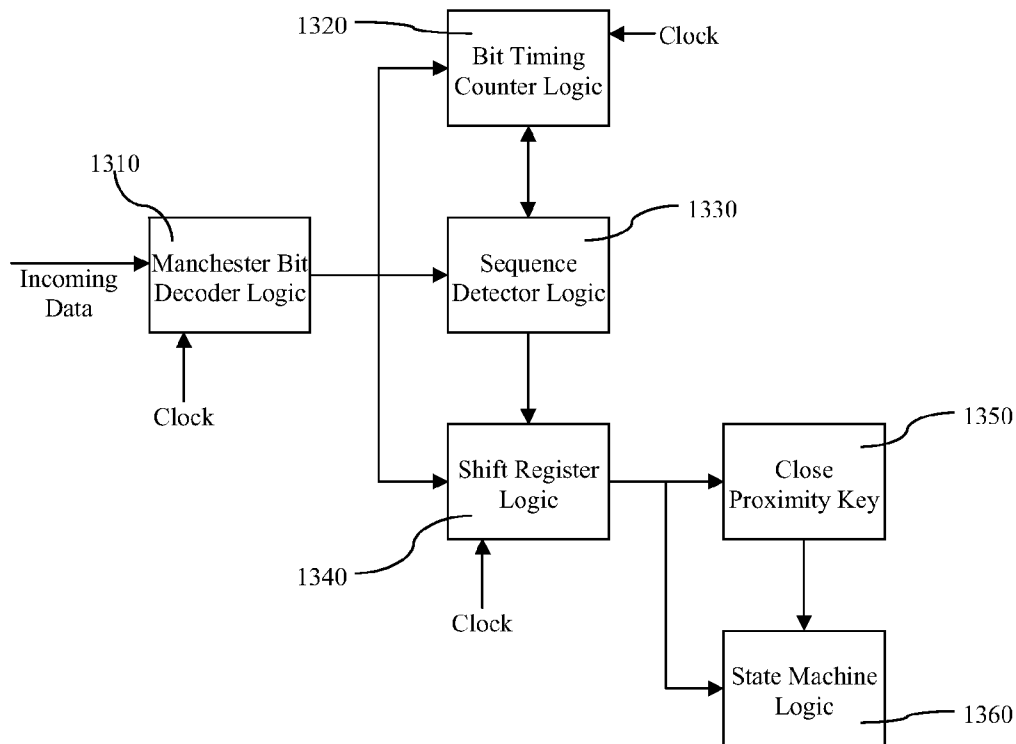 1320
Bit Timing
Counter Logic
Clock
1310
Incoming
Data
Manchester Bit
Decoder Logic
Clock
1330
Sequence
Detector Logic
1340
Shift Register
Logic
Clock
1350
Close
Proximity Key
State Machine
Logic
1360